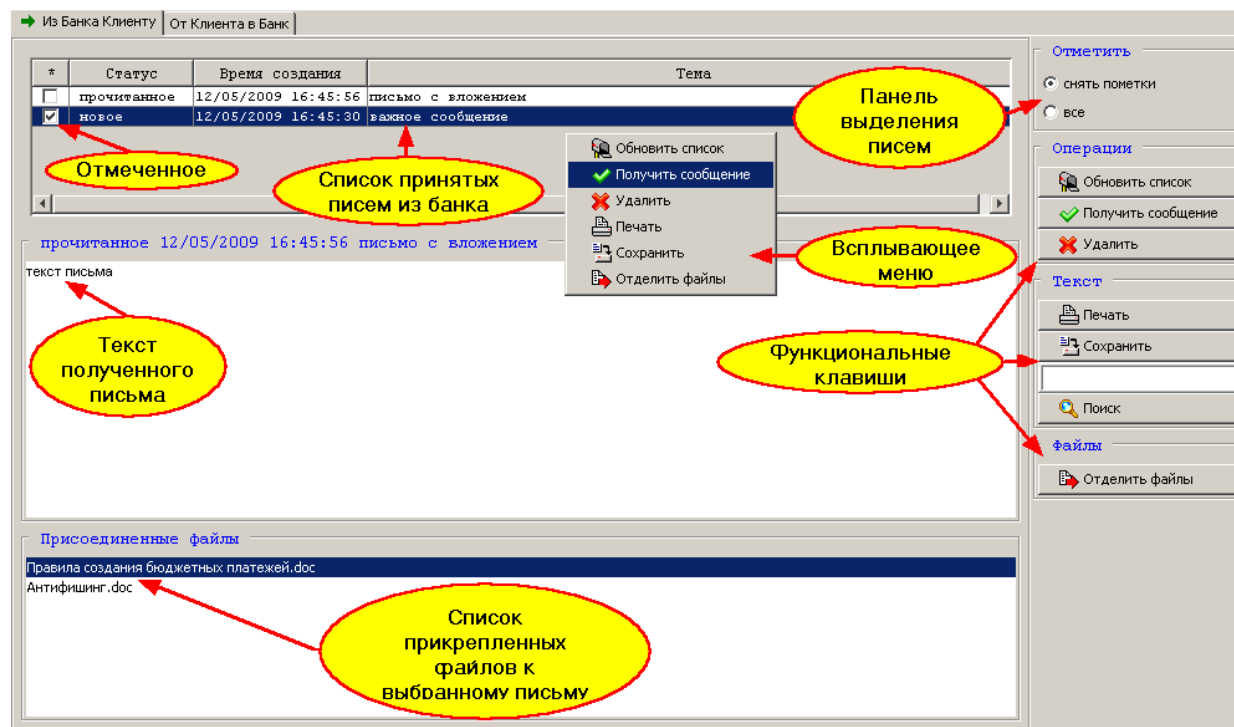 Из Банка Клиенту От Клиента в Банк
* Статус Время создания Тема
прочитанное 12/05/2009 16:45:56 письмо с вложением
новое 12/05/2009 16:45:30 важное сообщение
Отмеченное
Список принятых
писем из банка
Панель
выделения
писем
Обновить список
Получить сообщение
Удалить
Печать
Сохранить
Отделить файлы
Всплывающее
меню
Отметить
снять пометки
все
Операции
Обновить список
Получить сообщение
Удалить
Текст
Печать
Сохранить
Поиск
Файлы
Отделить файлы
Функциональные
клавиши
прочитанное 12/05/2009 16:45:56 письмо с вложением
текст письма
Текст
полученного
письма
Присоединенные файлы
Правила создания бюджетных платежей.doc
Антифишинг.doc
Список
прикрепленных
файлов к
выбранному письму